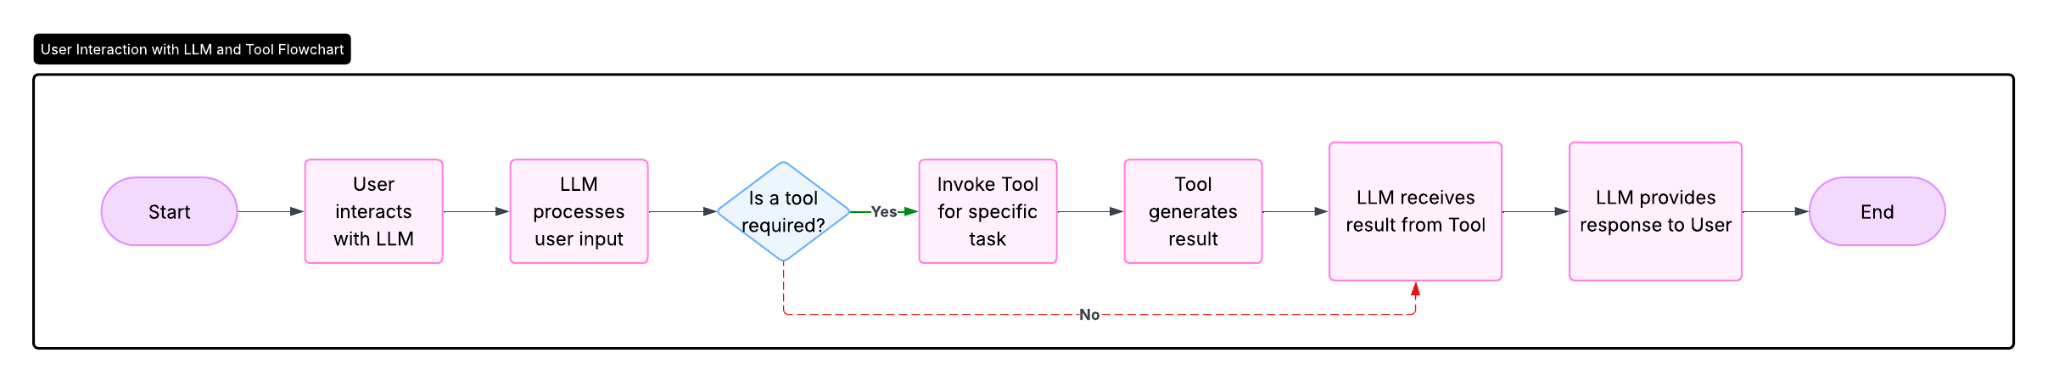 User Interaction with LLM and Tool Flowchart
Start
User
interacts
with LLM
LLM
processes
user input
Is a tool
required?
Yes
Invoke Tool
for specific
task
Tool
generates
result
LLM receives
result from Tool
LLM provides
response to User
End
No